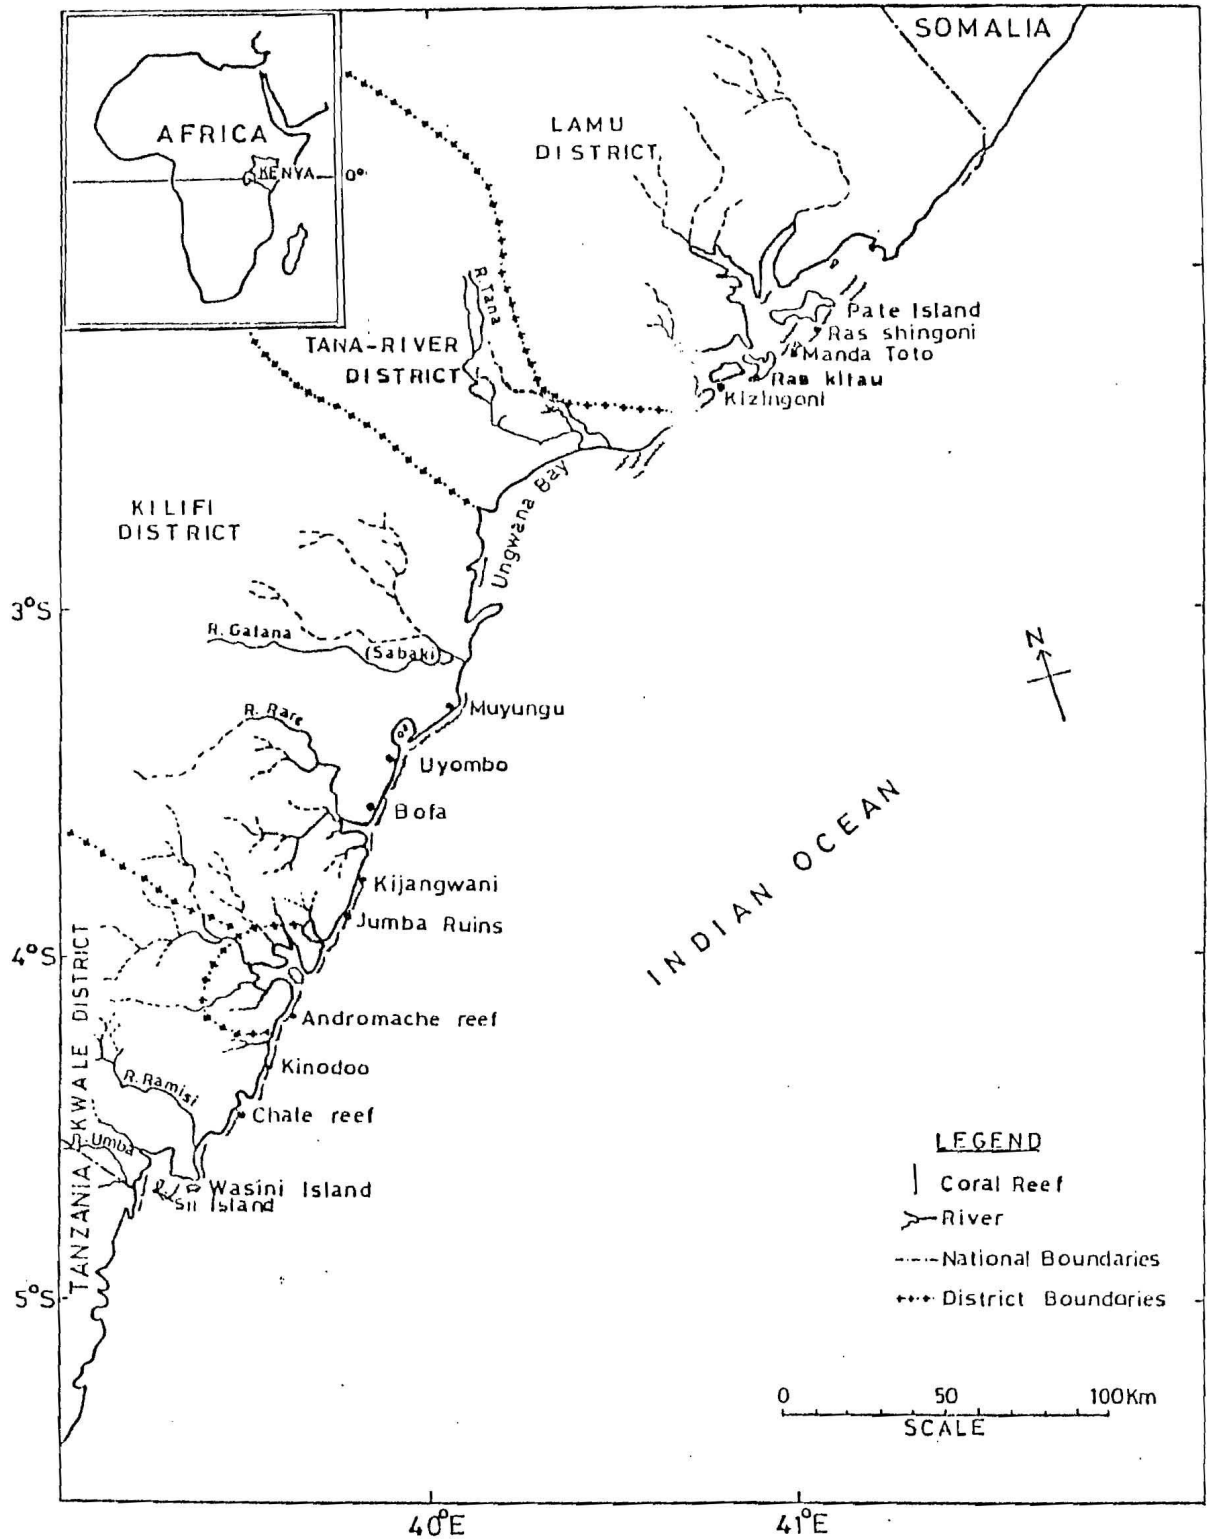 SOMALIA
AFRICA
KENYA
0°
LAMU
DISTRICT
R. Tana
Pate Island
Ras shingoni
Manda Toto
Ras kitau
Kizingoni
TANA-RIVER
DISTRICT
Ungwana Bay
KILIFI
DISTRICT
3°S
R. Galana
(Sabaki)
N
Muyungu
R. Rare
Uyombo
Bofa
INDIAN OCEAN
Kijangwani
Jumba Ruins
4°S
Andromache reef
Kinodoo
R. Ramisi
Chale reef
R. Umba
Wasini Island
Sii Island
KWALE DISTRICT
TANZANIA
LEGEND
Coral Reef
River
National Boundaries
District Boundaries
5°S
0 50 100Km
SCALE
40°E 41°E